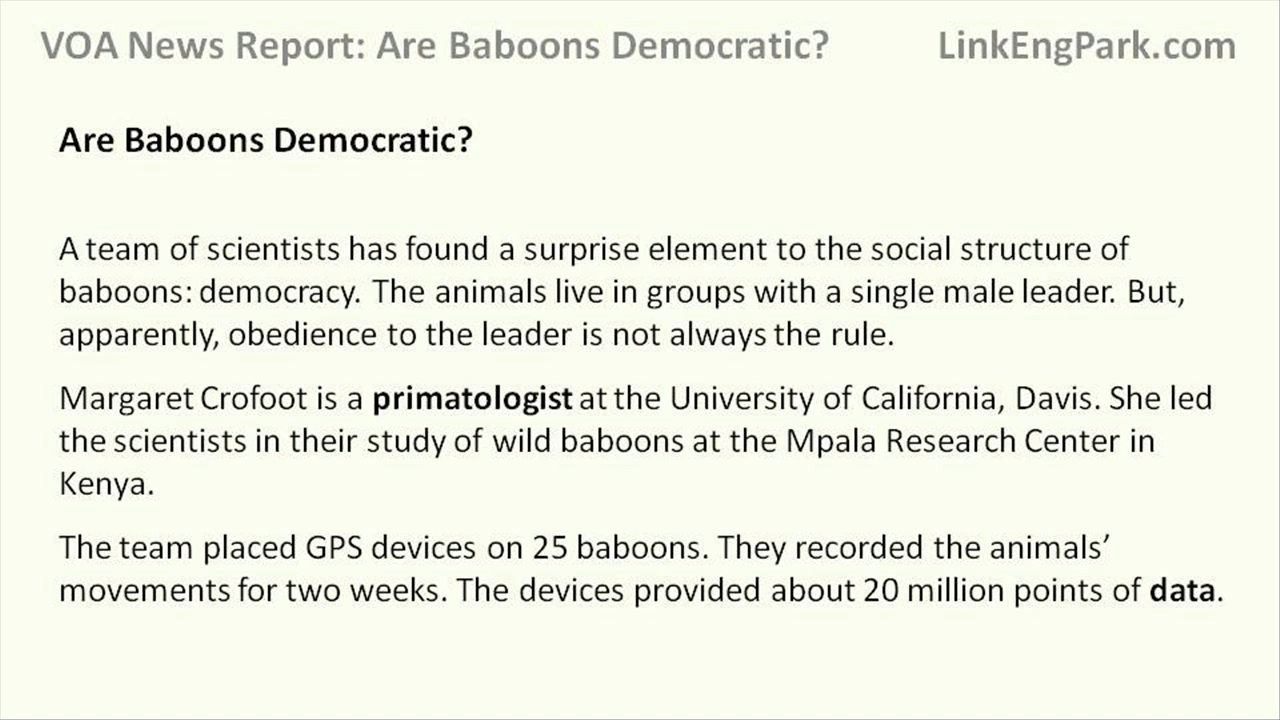 VOA News Report: Are Baboons Democratic? LinkEngPark.com
Are Baboons Democratic?
A team of scientists has found a surprise element to the social structure of
baboons: democracy. The animals live in groups with a single male leader. But,
apparently, obedience to the leader is not always the rule.
Margaret Crofoot is a primatologist at the University of California, Davis. She led
the scientists in their study of wild baboons at the Mpala Research Center in
Kenya.
The team placed GPS devices on 25 baboons. They recorded the animals’
movements for two weeks. The devices provided about 20 million points of data.